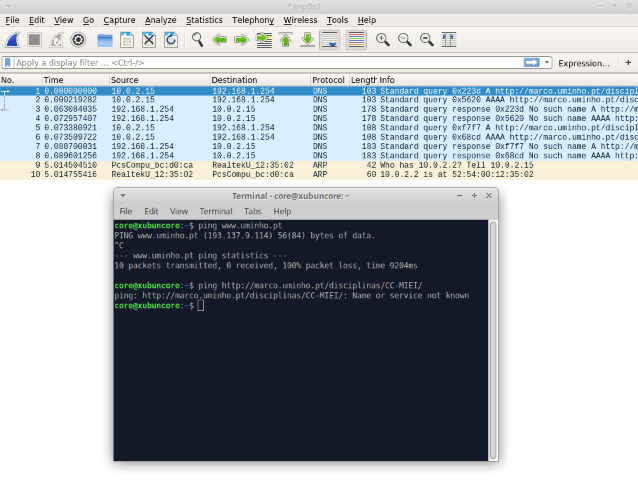 *enp0s3
File Edit View Go Capture Analyze Statistics Telephony Wireless Tools Help
Apply a display filter ... <Ctrl-/>
Expression... +
No. Time Source Destination Protocol Length Info
1 0.000000000 10.0.2.15 192.168.1.254 DNS 103 Standard query 0x223d A http://marco.uminho.pt/discipl
2 0.000219282 10.0.2.15 192.168.1.254 DNS 103 Standard query 0x5620 AAAA http://marco.uminho.pt/dis
3 0.063084035 192.168.1.254 10.0.2.15 DNS 178 Standard query response 0x223d No such name A http://m
4 0.072957407 192.168.1.254 10.0.2.15 DNS 178 Standard query response 0x5620 No such name AAAA http:
5 0.073380921 10.0.2.15 192.168.1.254 DNS 108 Standard query 0xf7f7 A http://marco.uminho.pt/discipl
6 0.073509722 10.0.2.15 192.168.1.254 DNS 108 Standard query 0x68cd AAAA http://marco.uminho.pt/dis
7 0.088700031 192.168.1.254 10.0.2.15 DNS 183 Standard query response 0xf7f7 No such name A http://m
8 0.089601256 192.168.1.254 10.0.2.15 DNS 183 Standard query response 0x68cd No such name AAAA http:
9 5.014504510 PcsCompu_bc:d0:ca RealtekU_12:35:02 ARP 42 Who has 10.0.2.2? Tell 10.0.2.15
10 5.014755416 RealtekU_12:35:02 PcsCompu_bc:d0:ca ARP 60 10.0.2.2 is at 52:54:00:12:35:02
Terminal - core@xubuncore: ~
File Edit View Terminal Tabs Help
core@xubuncore:~$ ping www.uminho.pt
PING www.uminho.pt (193.137.9.114) 56(84) bytes of data.
^C
--- www.uminho.pt ping statistics ---
10 packets transmitted, 0 received, 100% packet loss, time 9204ms
core@xubuncore:~$ ping http://marco.uminho.pt/disciplinas/CC-MIEI/
ping: http://marco.uminho.pt/disciplinas/CC-MIEI/: Name or service not known
core@xubuncore:~$